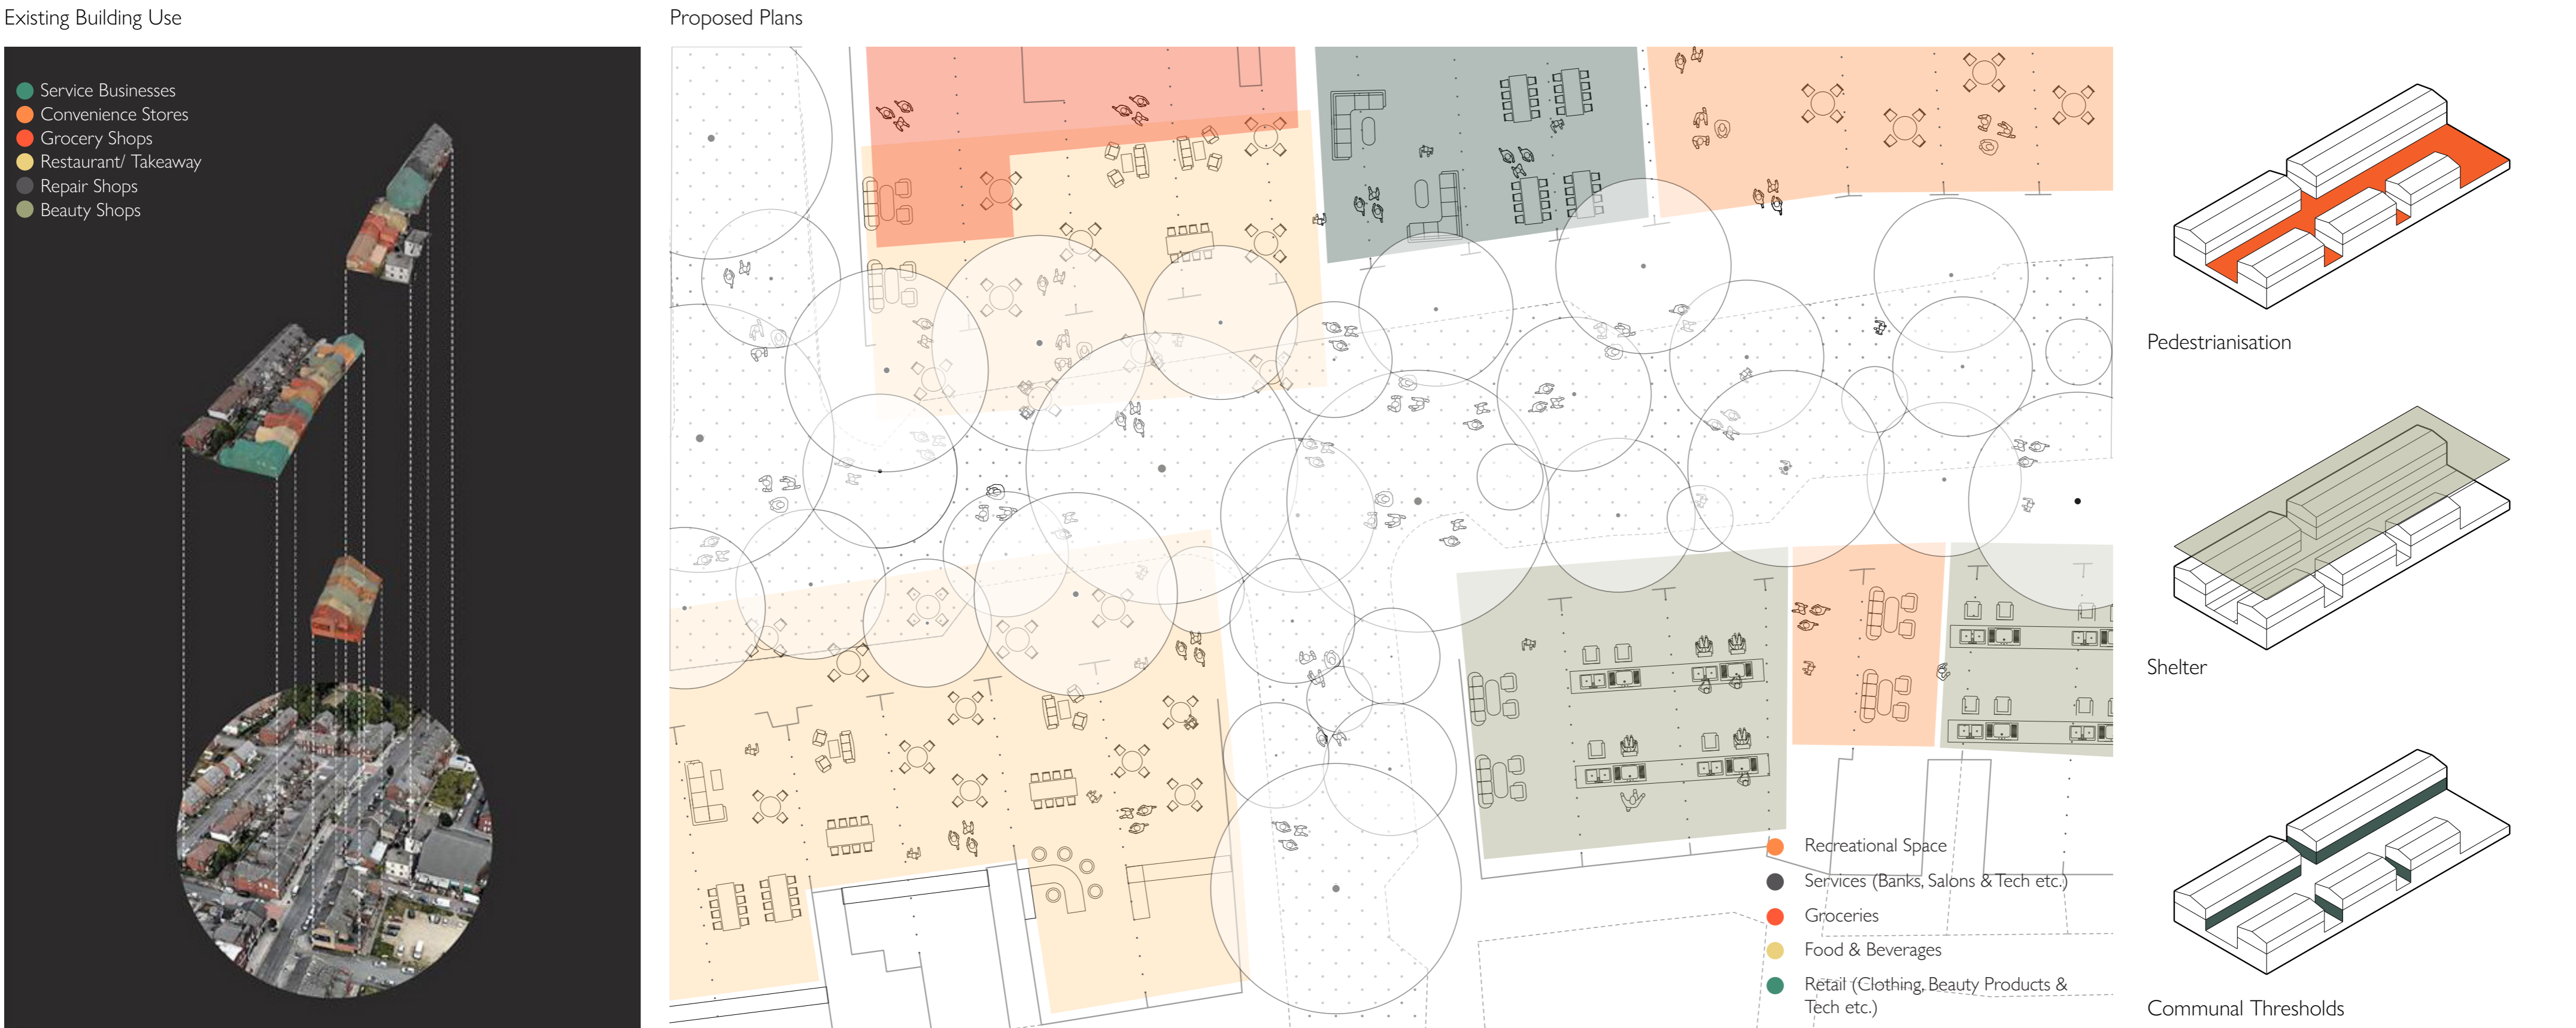 Existing Building Use
Service Businesses
Convenience Stores
Grocery Shops
Restaurant/ Takeaway
Repair Shops
Beauty Shops
Proposed Plans
Recreational Space
Services (Banks, Salons & Tech etc.)
Groceries
Food & Beverages
Retail (Clothing, Beauty Products &
Tech etc.)
Pedestrianisation
Shelter
Communal Thresholds